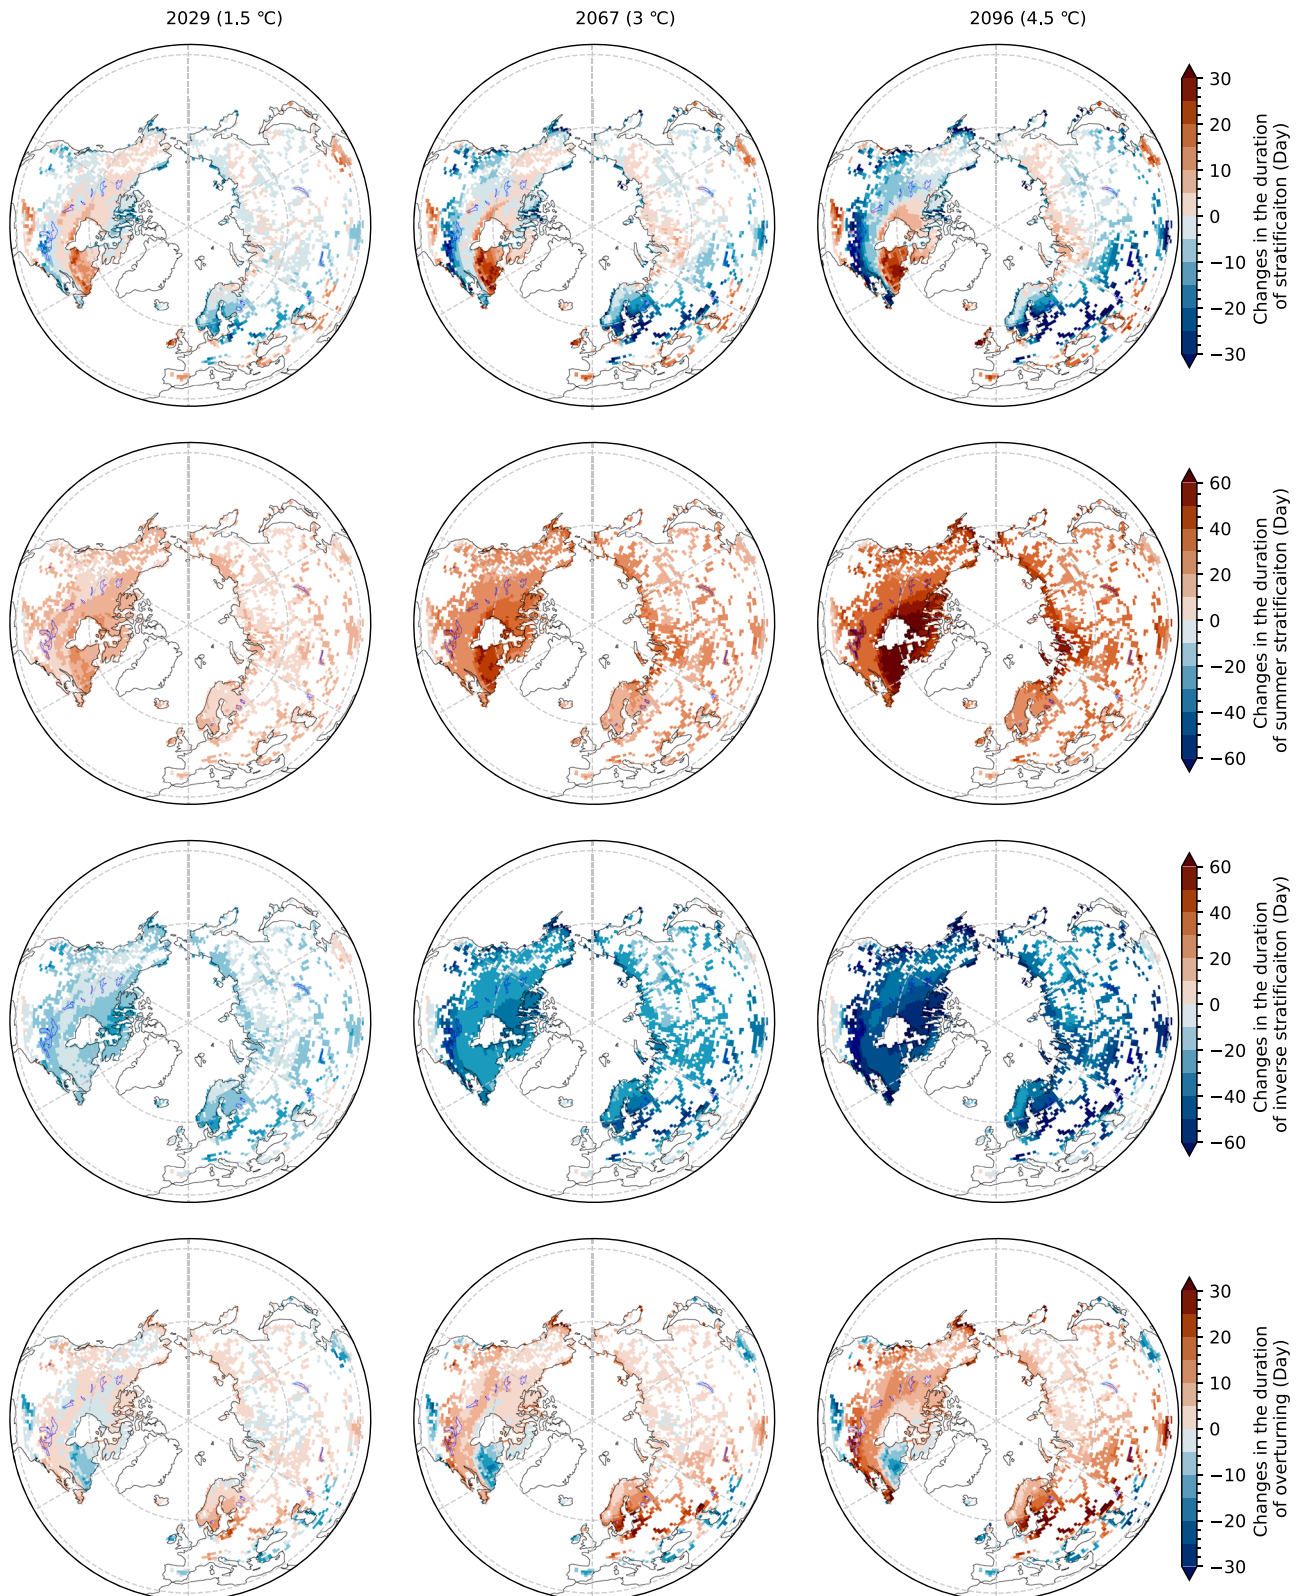 2029 (1.5 ℃)
2067 (3 ℃)
2096 (4.5 ℃)
30
20
10
0
−10
−20
−30
Changes in the duration
of stratificaiton (Day)
60
40
20
0
−20
−40
−60
Changes in the duration
of summer stratificaiton (Day)
60
40
20
0
−20
−40
−60
Changes in the duration
of inverse stratificaiton (Day)
30
20
10
0
−10
−20
−30
Changes in the duration
of overturning (Day)